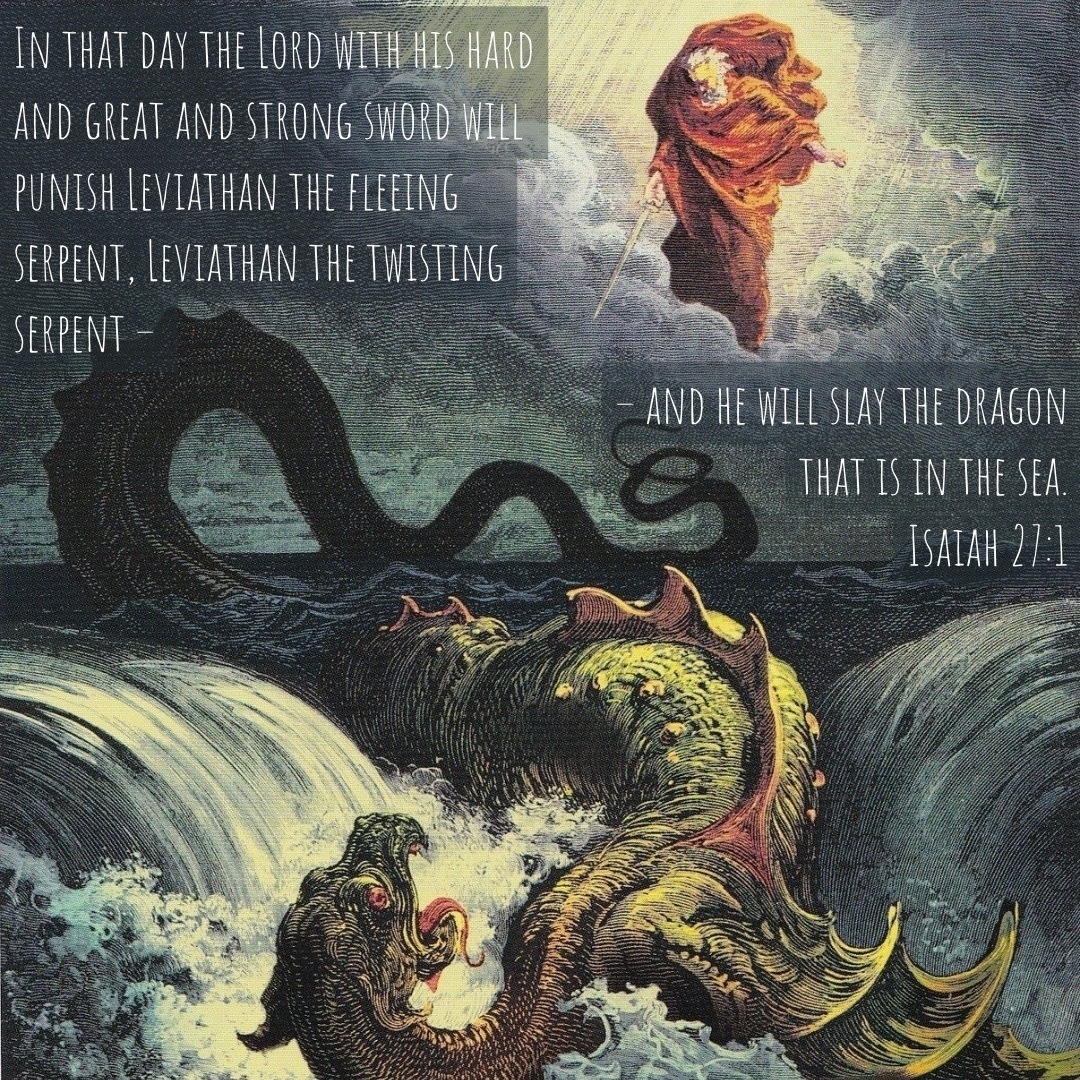 In that day the Lord with his hard
and great and strong sword will
punish Leviathan the fleeing
serpent, Leviathan the twisting
serpent –
– and he will slay the dragon
that is in the sea.
Isaiah 27:1